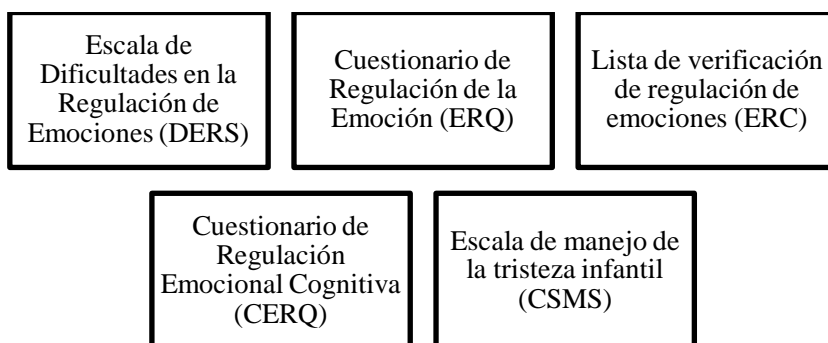 Escala de
Dificultades en la
Regulación de
Emociones (DERS)
Cuestionario de
Regulación de la
Emoción (ERQ)
Lista de verificación
de regulación de
emociones (ERC)
Cuestionario de
Regulación
Emocional Cognitiva
(CERQ)
Escala de manejo de
la tristeza infantil
(CSMS)